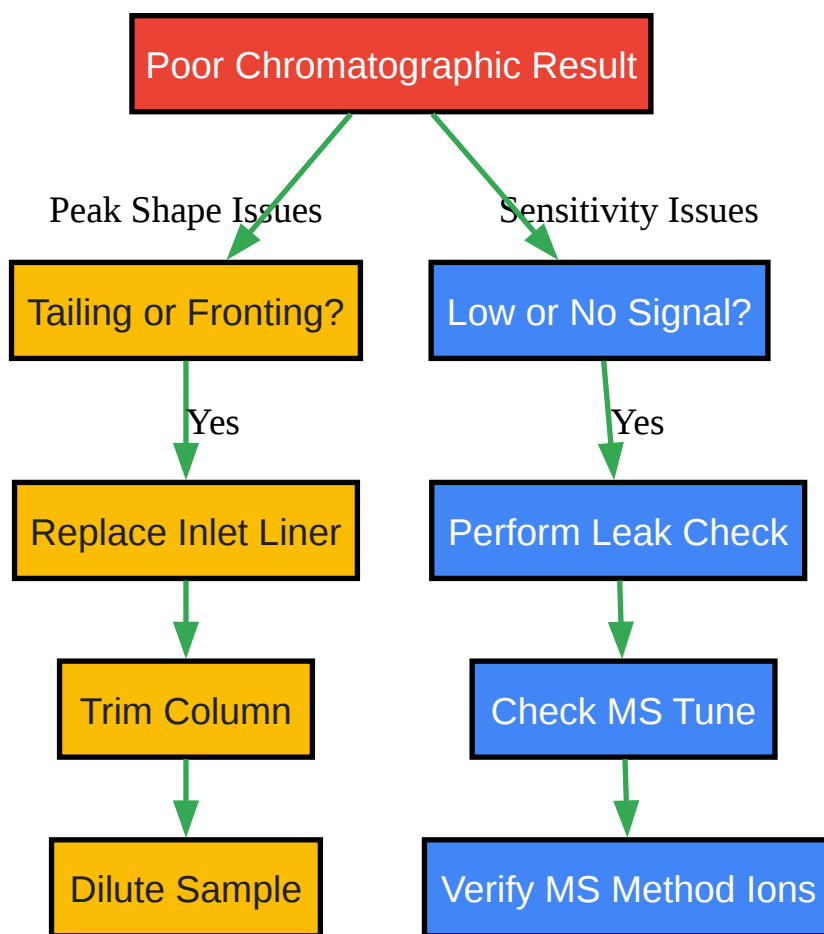 Poor Chromatographic Result
Peak Shape Issues
Sensitivity Issues
Tailing or Fronting?
Low or No Signal?
Yes
Yes
Replace Inlet Liner
Perform Leak Check
Trim Column
Check MS Tune
Dilute Sample
Verify MS Method Ions